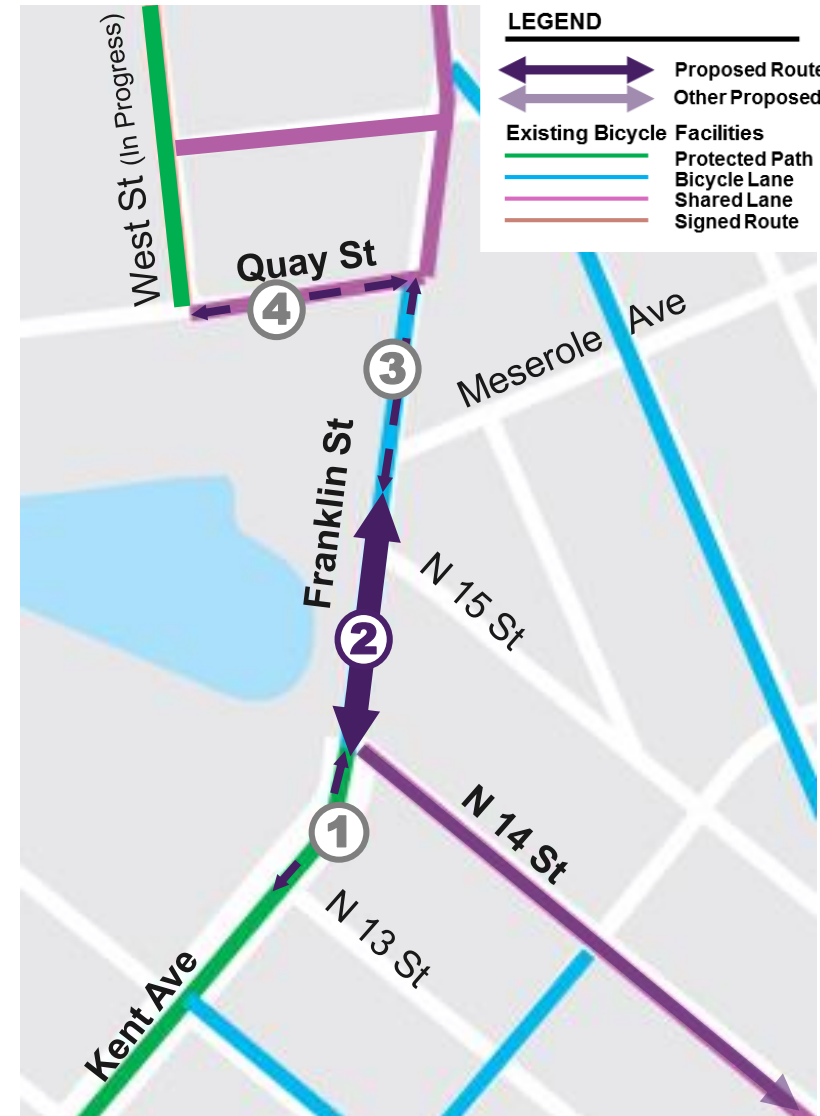 LEGEND
Proposed Route
Other Proposed
Existing Bicycle Facilities
Protected Path
Bicycle Lane
Shared Lane
Signed Route
West St (In Progress)
Quay St
4
3
Meserole Ave
Franklin St
N 15 St
2
1
N 14 St
N 13 St
Kent Ave